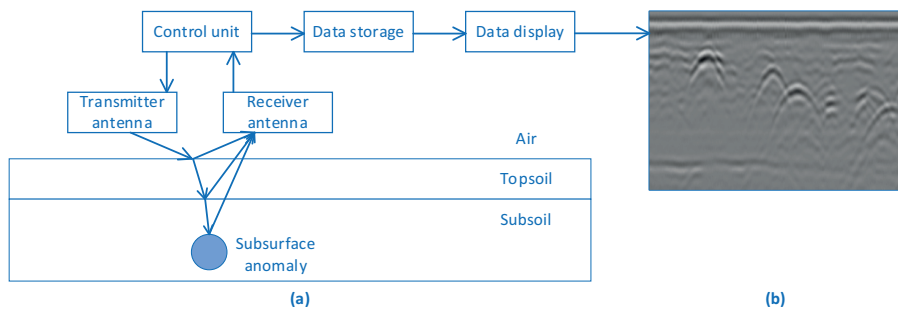 Control unit
Data storage
Data display
Transmitter
antenna
Receiver
antenna
Air
Topsoil
Subsoil
Subsurface
anomaly
(a)
(b)